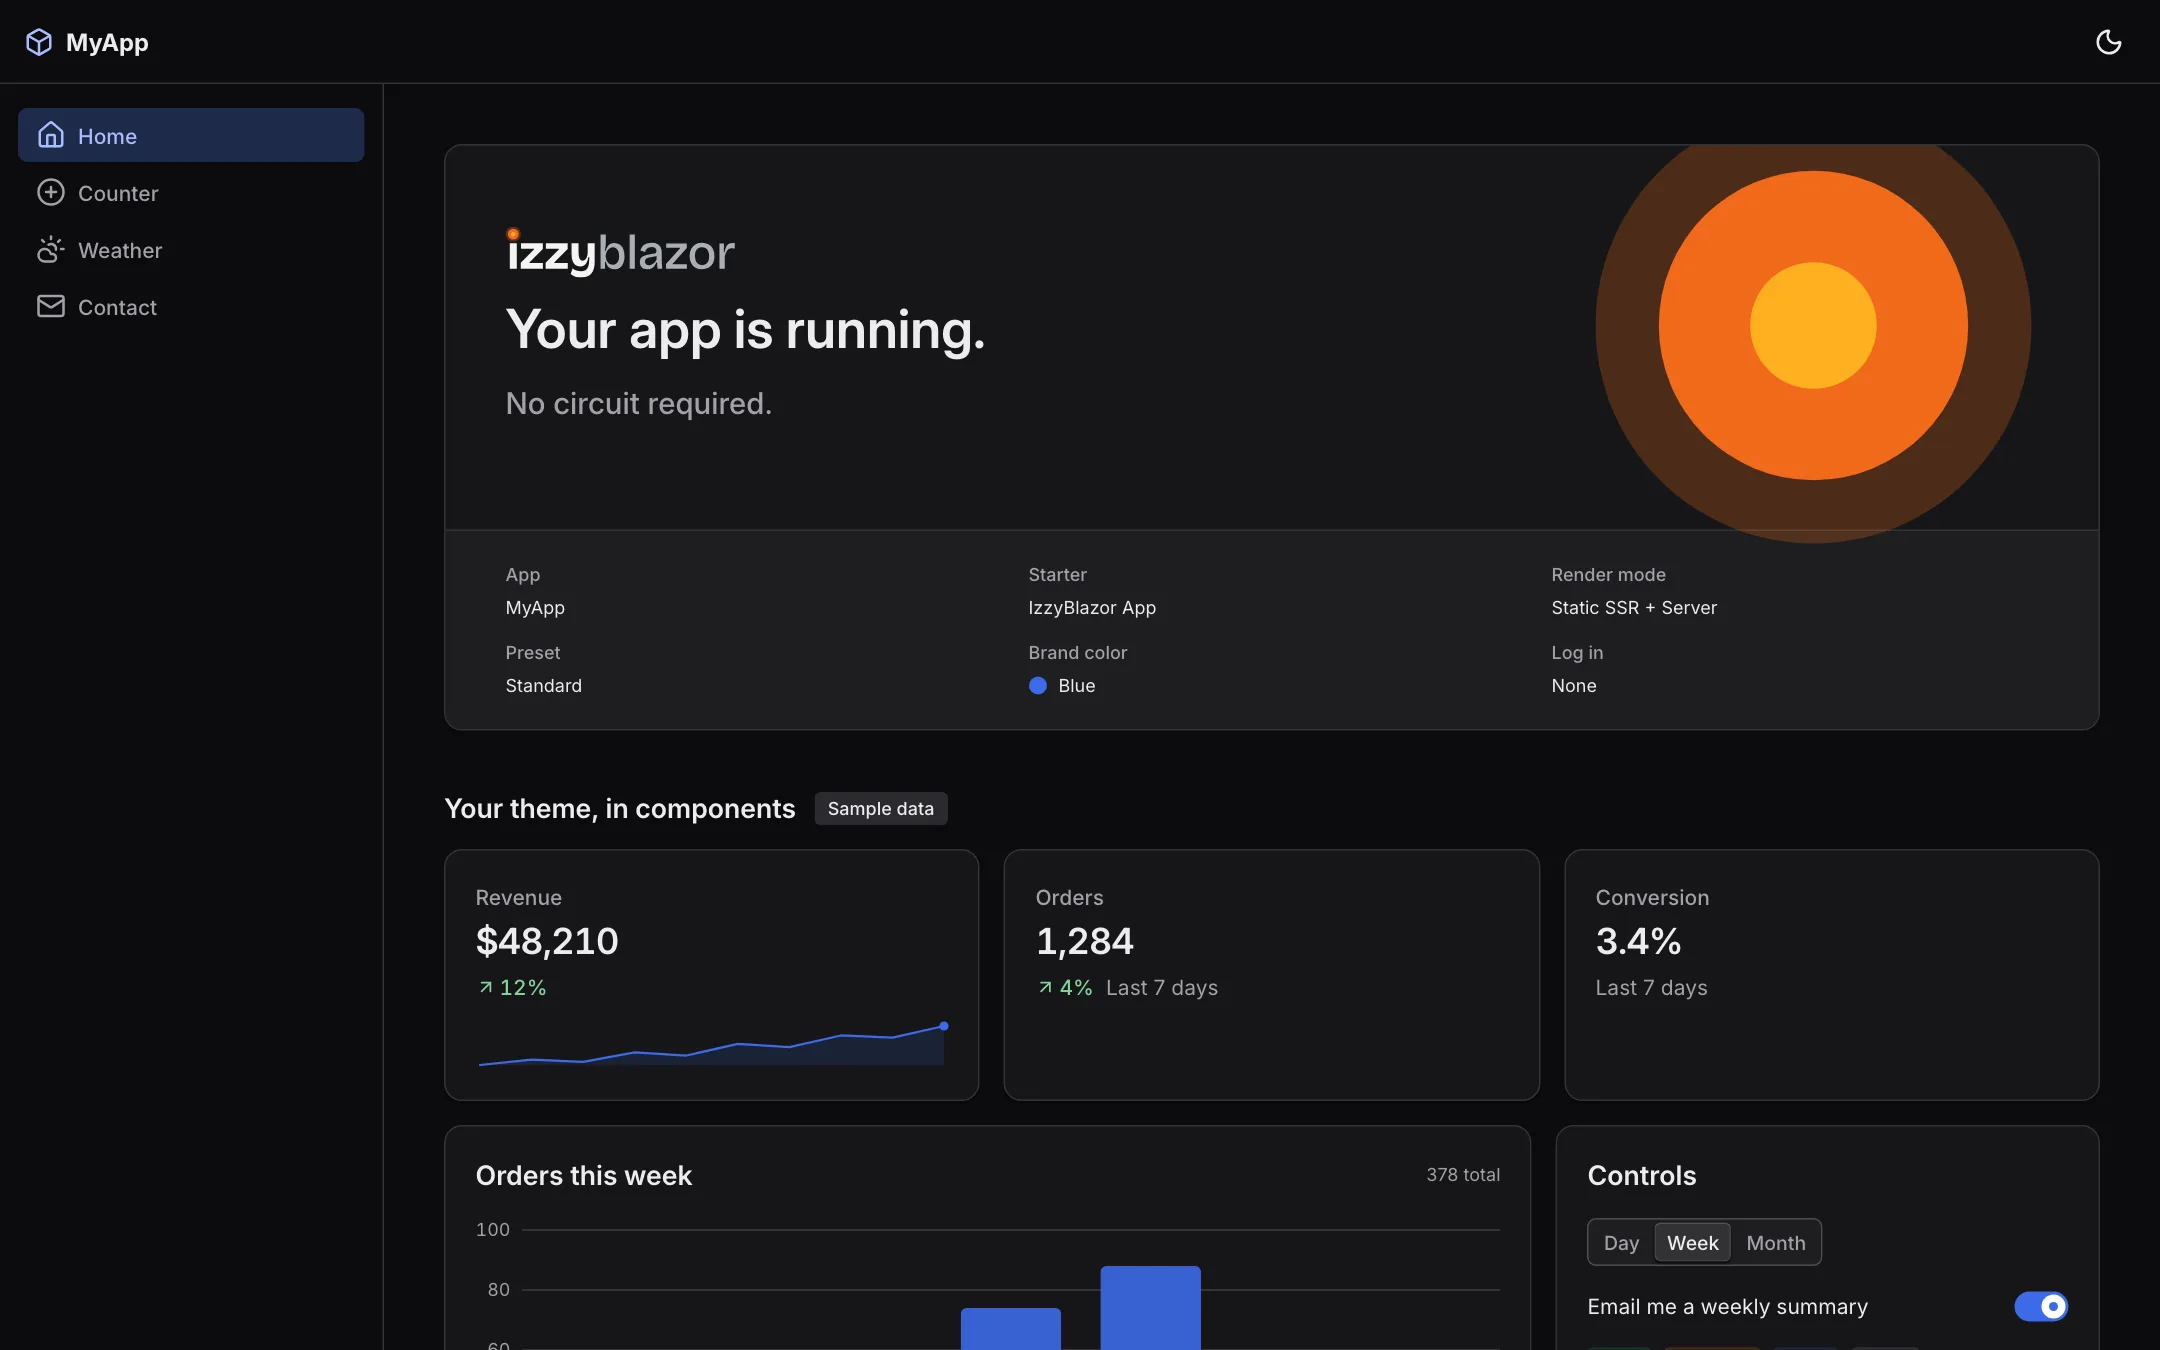 MyApp
Home
Counter
Weather
Contact
izzyblazor
Your app is running.
No circuit required.
App
MyApp
Starter
IzzyBlazor App
Render mode
Static SSR + Server
Preset
Standard
Brand color
Blue
Log in
None
Your theme, in components
Sample data
Revenue
$48,210
12%
Orders
1,284
4% Last 7 days
Conversion
3.4%
Last 7 days
Orders this week
378 total
100
80
60
Controls
Day Week Month
Email me a weekly summary